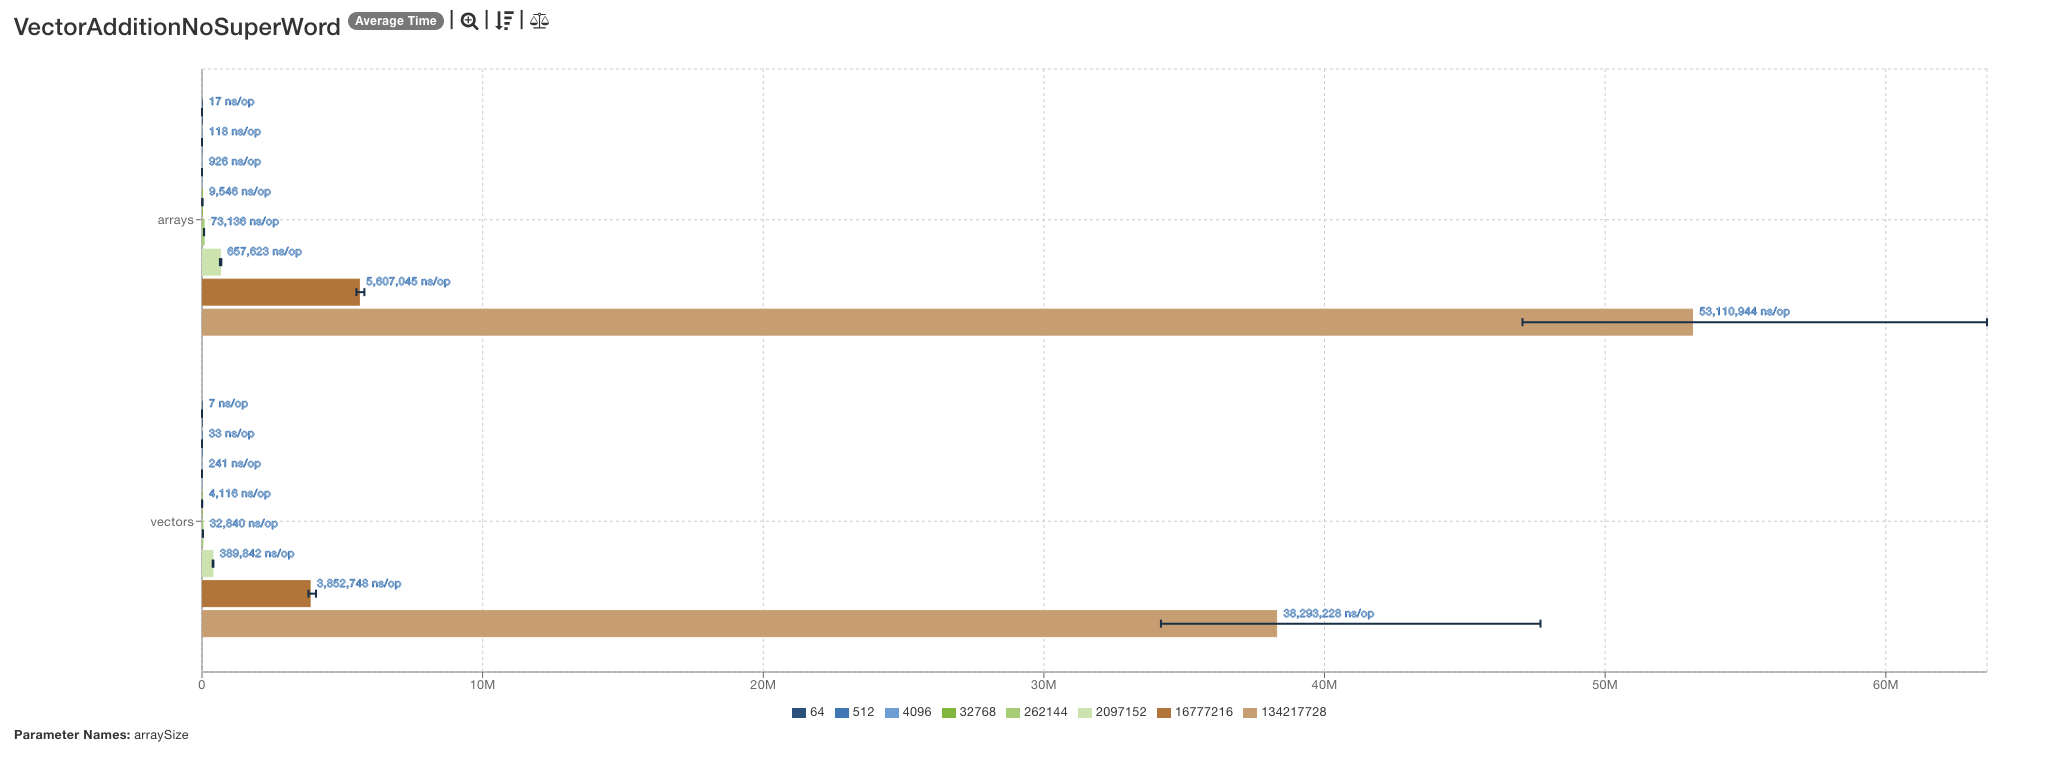 VectorAdditionNoSuperWord Average Time
17 ns/op
118 ns/op
926 ns/op
9,546 ns/op
arrays 73,136 ns/op
657,623 ns/op
5,607,045 ns/op
53,110,944 ns/op
7 ns/op
33 ns/op
241 ns/op
4,116 ns/op
vectors 32,840 ns/op
389,842 ns/op
3,852,748 ns/op
38,293,228 ns/op
0 10M 20M 30M 40M 50M 60M
64 512 4096 32768 262144 2097152 16777216 134217728
Parameter Names: arraySize